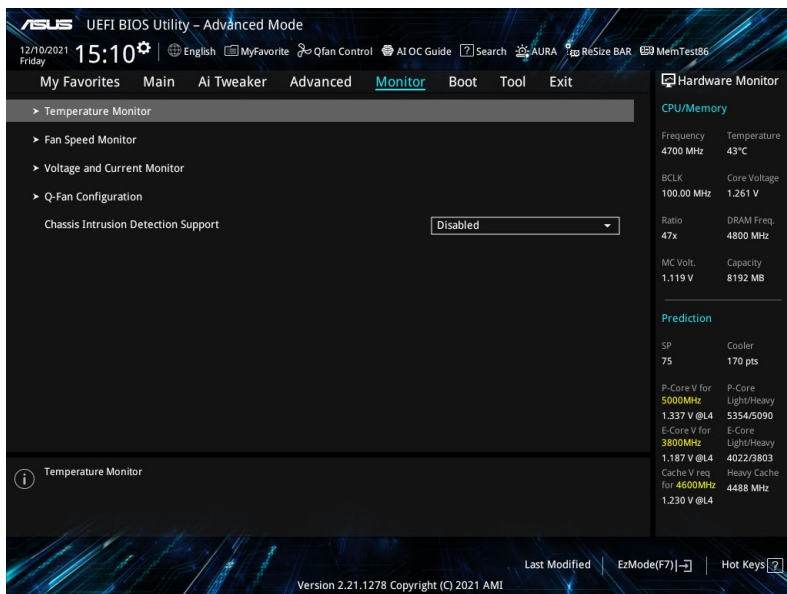 ASUS UEFI BIOS Utility – Advanced Mode
12/10/2021 Friday 15:10 English MyFavorite Qfan Control AI OC Guide ? Search AURA ReSize BAR MemTest86
My Favorites Main Ai Tweaker Advanced Monitor Boot Tool Exit
Temperature Monitor
Fan Speed Monitor
Voltage and Current Monitor
Q-Fan Configuration
Chassis Intrusion Detection Support Disabled
Temperature Monitor
Hardware Monitor
CPU/Memory
Frequency Temperature
4700 MHz 43°C
BCLK Core Voltage
100.00 MHz 1.261 V
Ratio DRAM Freq.
47x 4800 MHz
MC Volt. Capacity
1.119 V 8192 MB
Prediction
SP Cooler
75 170 pts
P-Core V for P-Core
5000MHz Light/Heavy
1.337 V @L4 5354/5090
E-Core V for E-Core
3800MHz Light/Heavy
1.187 V @L4 4022/3803
Cache V req Heavy Cache
for 4600MHz 4488 MHz
1.230 V @L4
Last Modified EzMode(F7) Hot Keys ?
Version 2.21.1278 Copyright (C) 2021 AMI